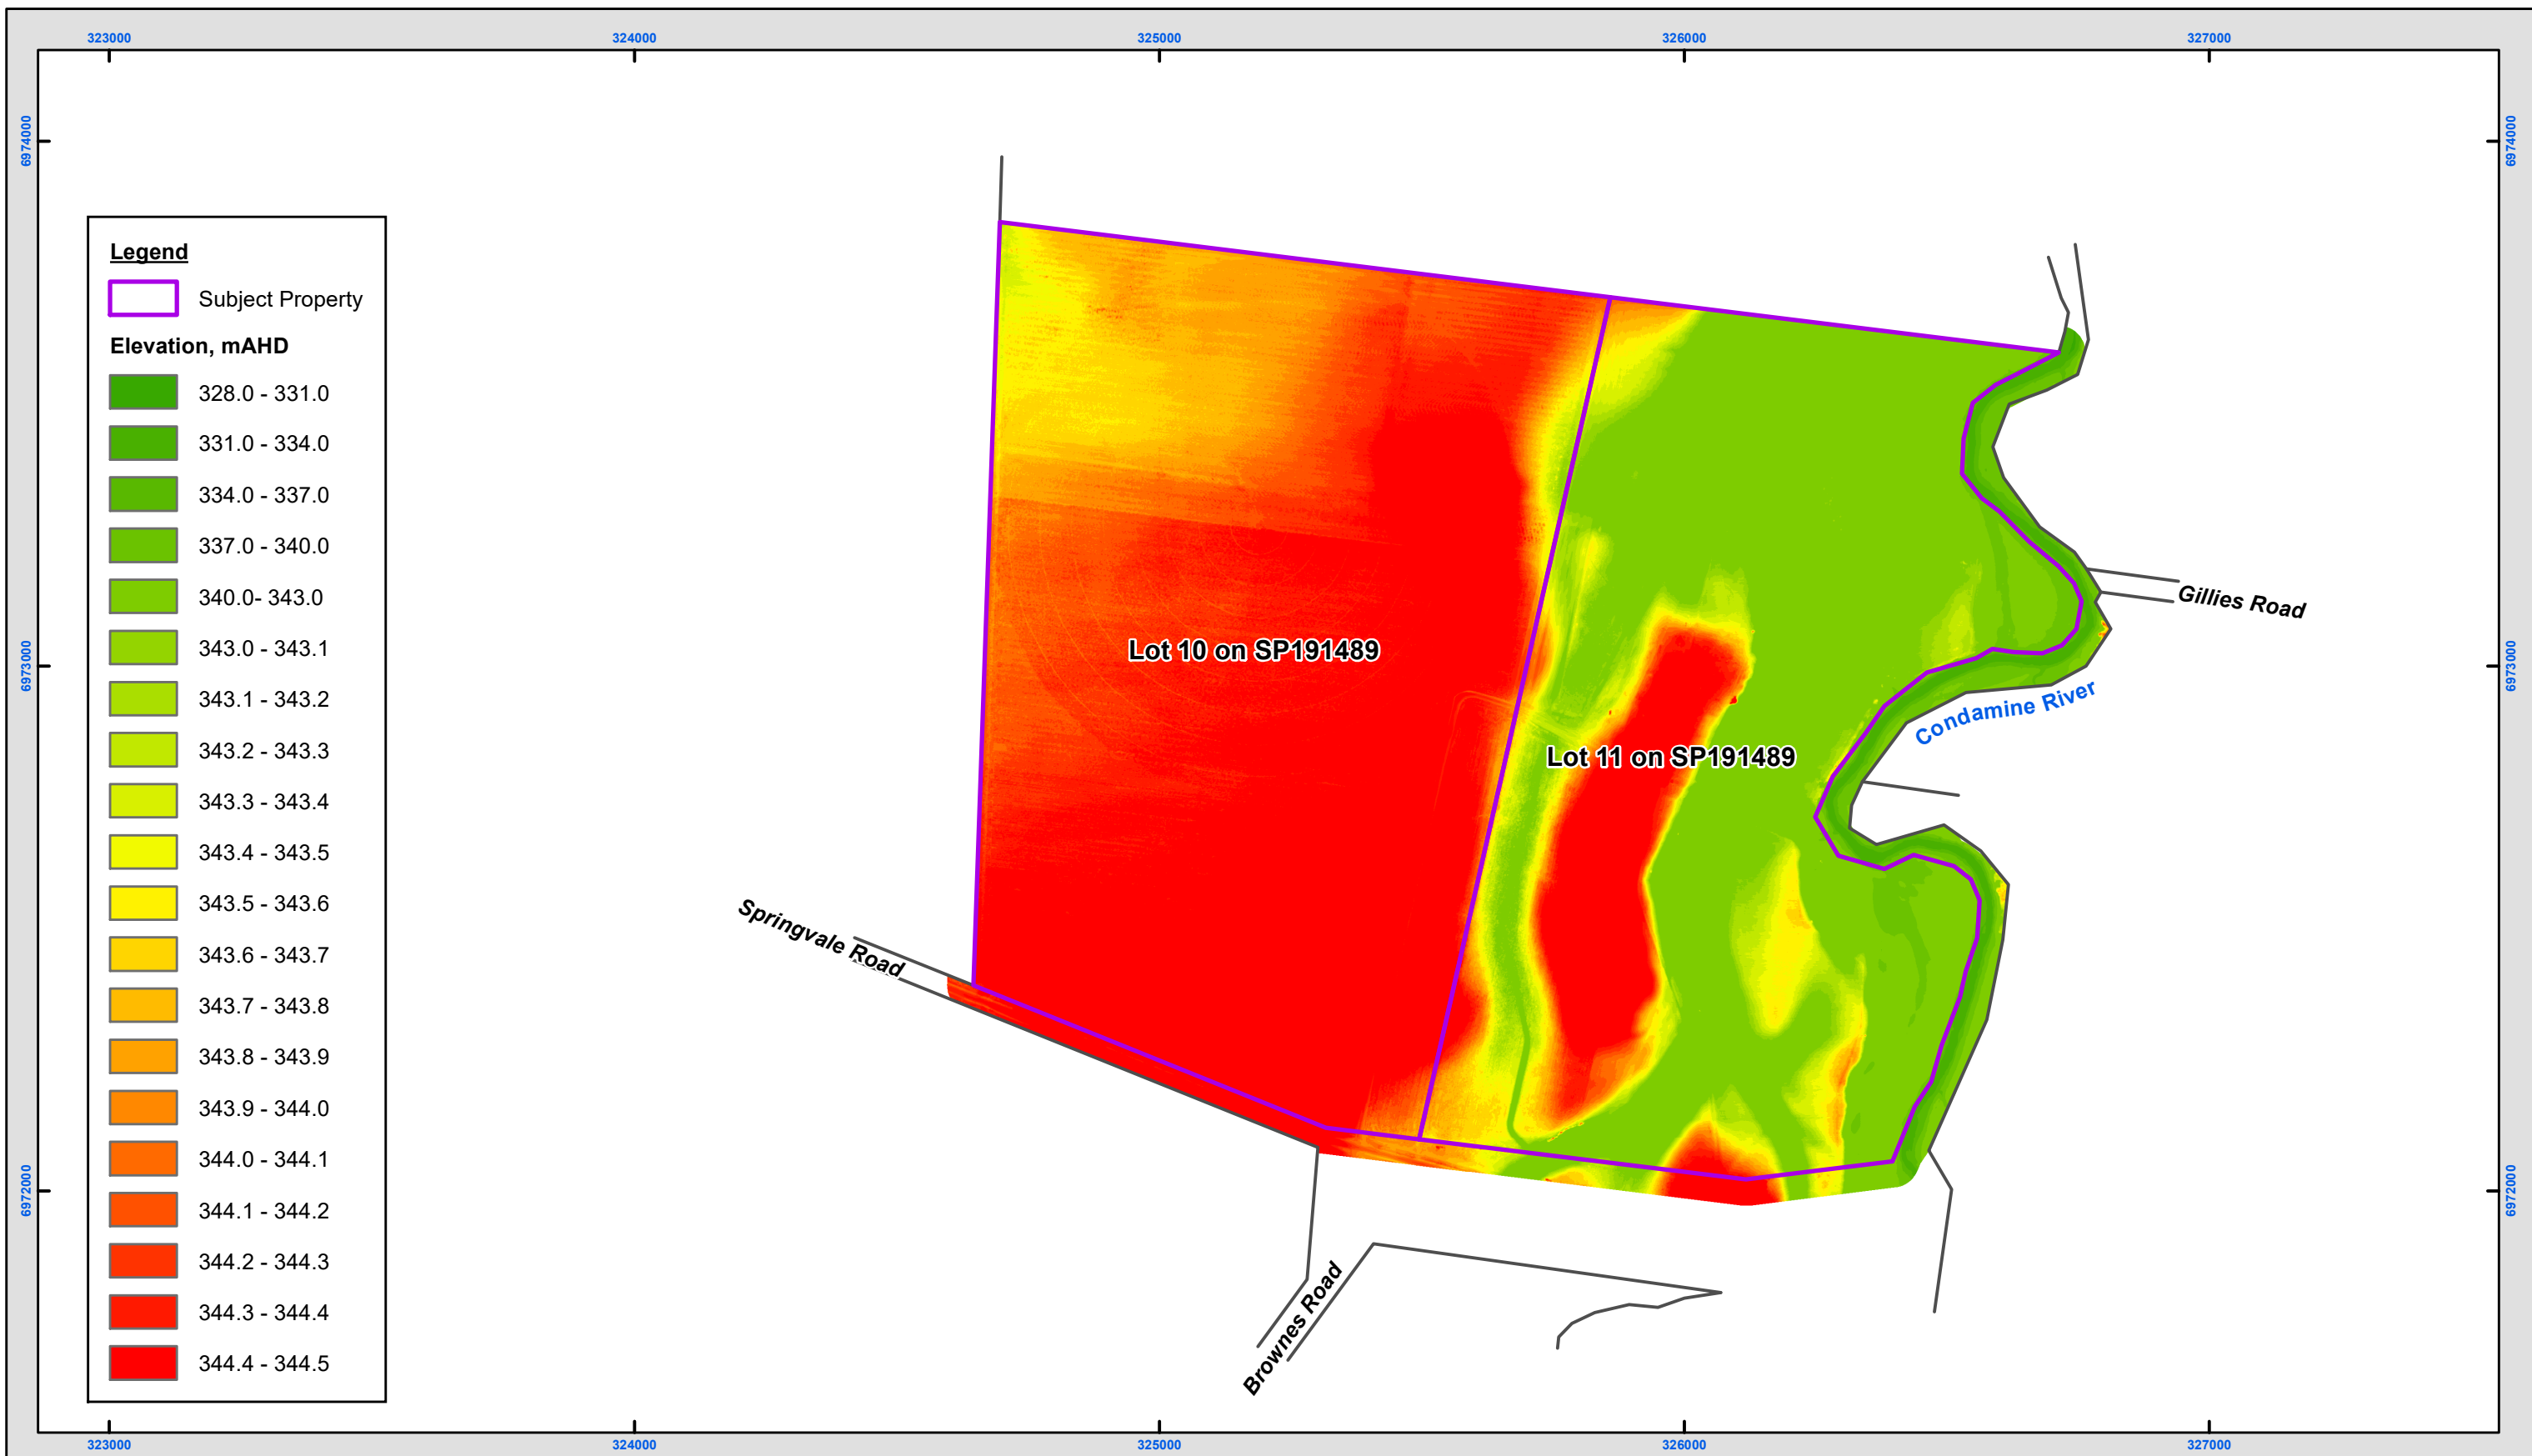 323000
324000
325000
326000
327000
6974000
6974000
Legend
Subject Property
Elevation, mAHD
328.0 - 331.0
331.0 - 334.0
334.0 - 337.0
337.0 - 340.0
340.0- 343.0
343.0 - 343.1
343.1 - 343.2
343.2 - 343.3
343.3 - 343.4
343.4 - 343.5
343.5 - 343.6
343.6 - 343.7
343.7 - 343.8
343.8 - 343.9
343.9 - 344.0
344.0 - 344.1
344.1 - 344.2
344.2 - 344.3
344.3 - 344.4
344.4 - 344.5
Gillies Road
Lot 10 on SP191489
6973000
6973000
Condamine River
Lot 11 on SP191489
Springvale Road
6972000
6972000
Brownes Road
323000
324000
325000
326000
327000